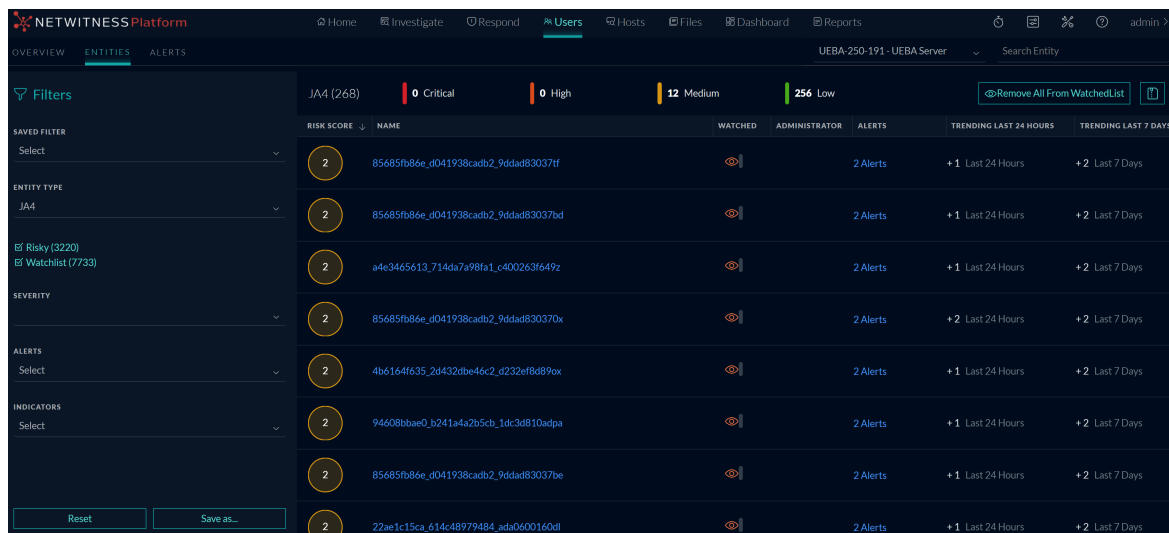 NETWITNESS Platform
Home Investigate Respond Users Hosts Files Dashboard Reports admin
OVERVIEW ENTITIES ALERTS
UEBA-250-191 - UEBA Server Search Entity
Filters
SAVED FILTER
Select
ENTITY TYPE
JA4
Risky (3220)
Watchlist (7733)
SEVERITY
ALERTS
Select
INDICATORS
Select
Reset Save as...
JA4 (268) 0 Critical 0 High 12 Medium 256 Low Remove All From WatchedList
RISK SCORE NAME WATCHED ADMINISTRATOR ALERTS TRENDING LAST 24 HOURS TRENDING LAST 7 DAYS
2 85685fb86e_d041938cadb2_9ddad83037tf 2 Alerts +1 Last 24 Hours +2 Last 7 Days
2 85685fb86e_d041938cadb2_9ddad83037bd 2 Alerts +1 Last 24 Hours +2 Last 7 Days
2 a4e3465613_714da7a98fa1_c400263f649z 2 Alerts +1 Last 24 Hours +2 Last 7 Days
2 85685fb86e_d041938cadb2_9ddad830370x 2 Alerts +2 Last 24 Hours +2 Last 7 Days
2 4b6164f635_2d432dbe46c2_d232ef8d89ox 2 Alerts +1 Last 24 Hours +2 Last 7 Days
2 94608bbae0_b241a4a2b5cb_1dc3d810adpa 2 Alerts +1 Last 24 Hours +2 Last 7 Days
2 85685fb86e_d041938cadb2_9ddad83037be 2 Alerts +1 Last 24 Hours +2 Last 7 Days
2 22ae1c15ca_614c48979484_ada0600160dl 2 Alerts +1 Last 24 Hours +2 Last 7 Days